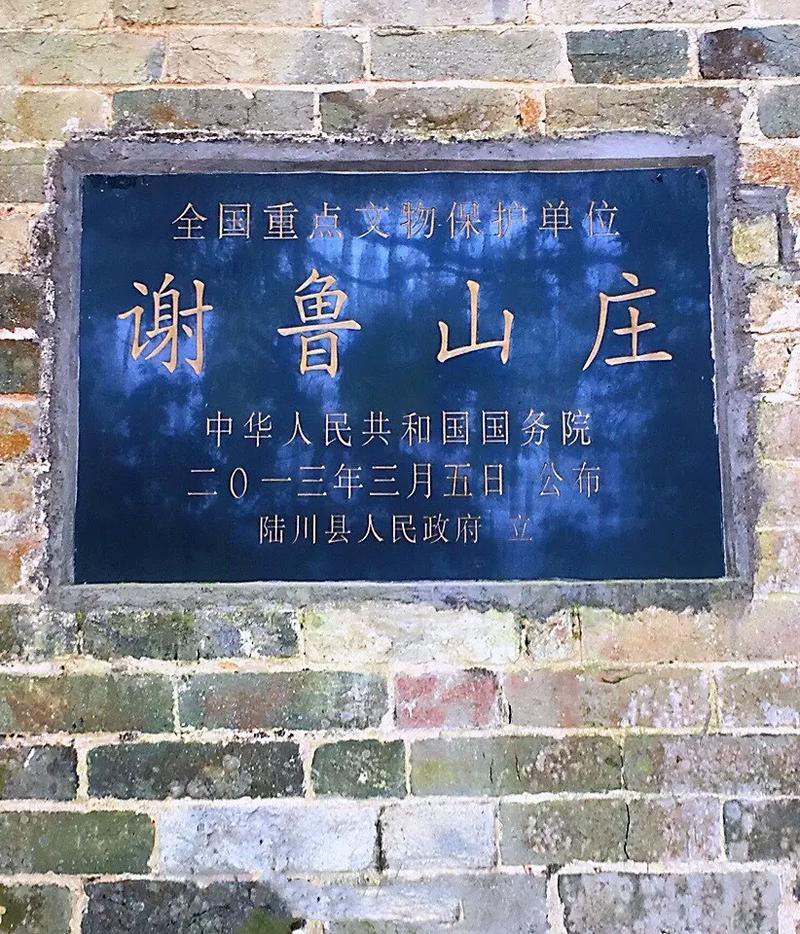 全国重点文物保护单位
谢鲁山庄
中华人民共和国国务院
二〇一三年三月五日 公布
陆川县人民政府 立